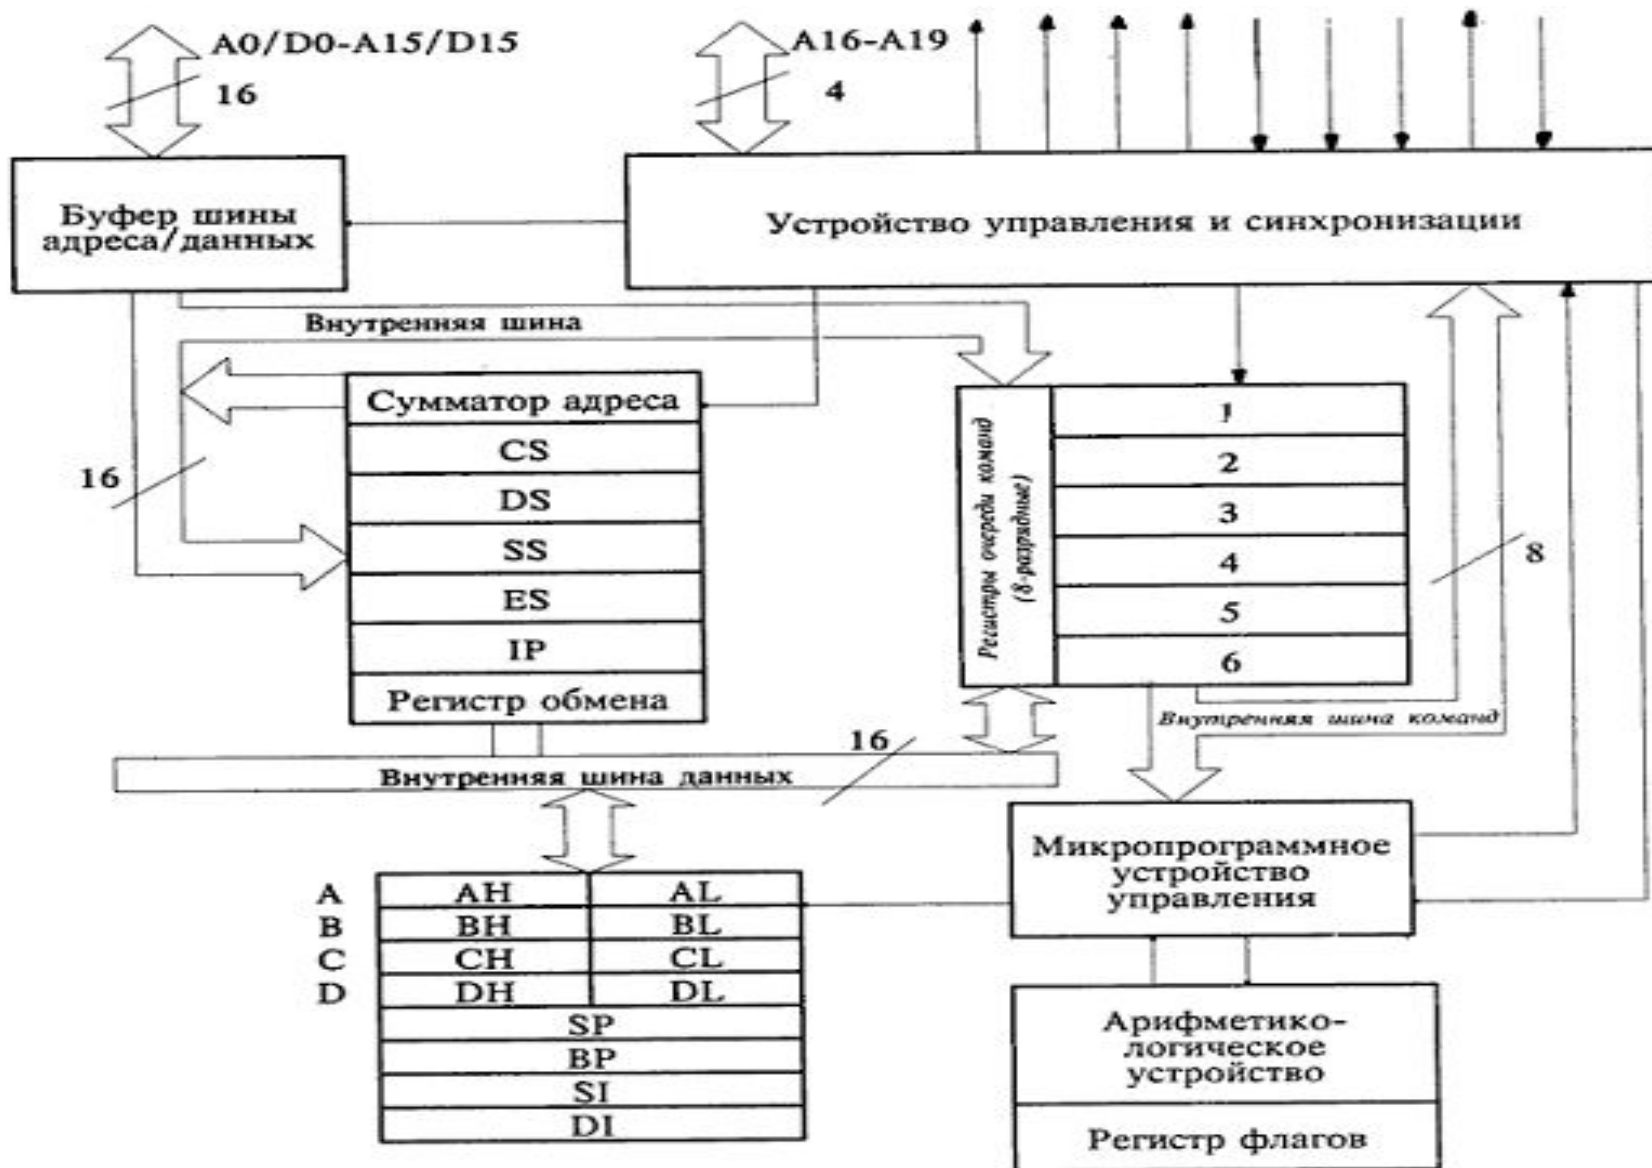 A0/D0-A15/D15
16
A16-A19
4
Буфер шины
адреса/данных
Устройство управления и синхронизации
Внутренняя шина
Сумматор адреса
CS
DS
SS
ES
IP
Регистр обмена
16
Регистры очереди команд
(8-разрядные)
1
2
3
4
5
6
8
Внутренняя шина команд
16
Внутренняя шина данных
A
AH
AL
B
BH
BL
C
CH
CL
D
DH
DL
SP
BP
SI
DI
Микропрограммное
устройство
управления
Арифметико-
логическое
устройство
Регистр флагов